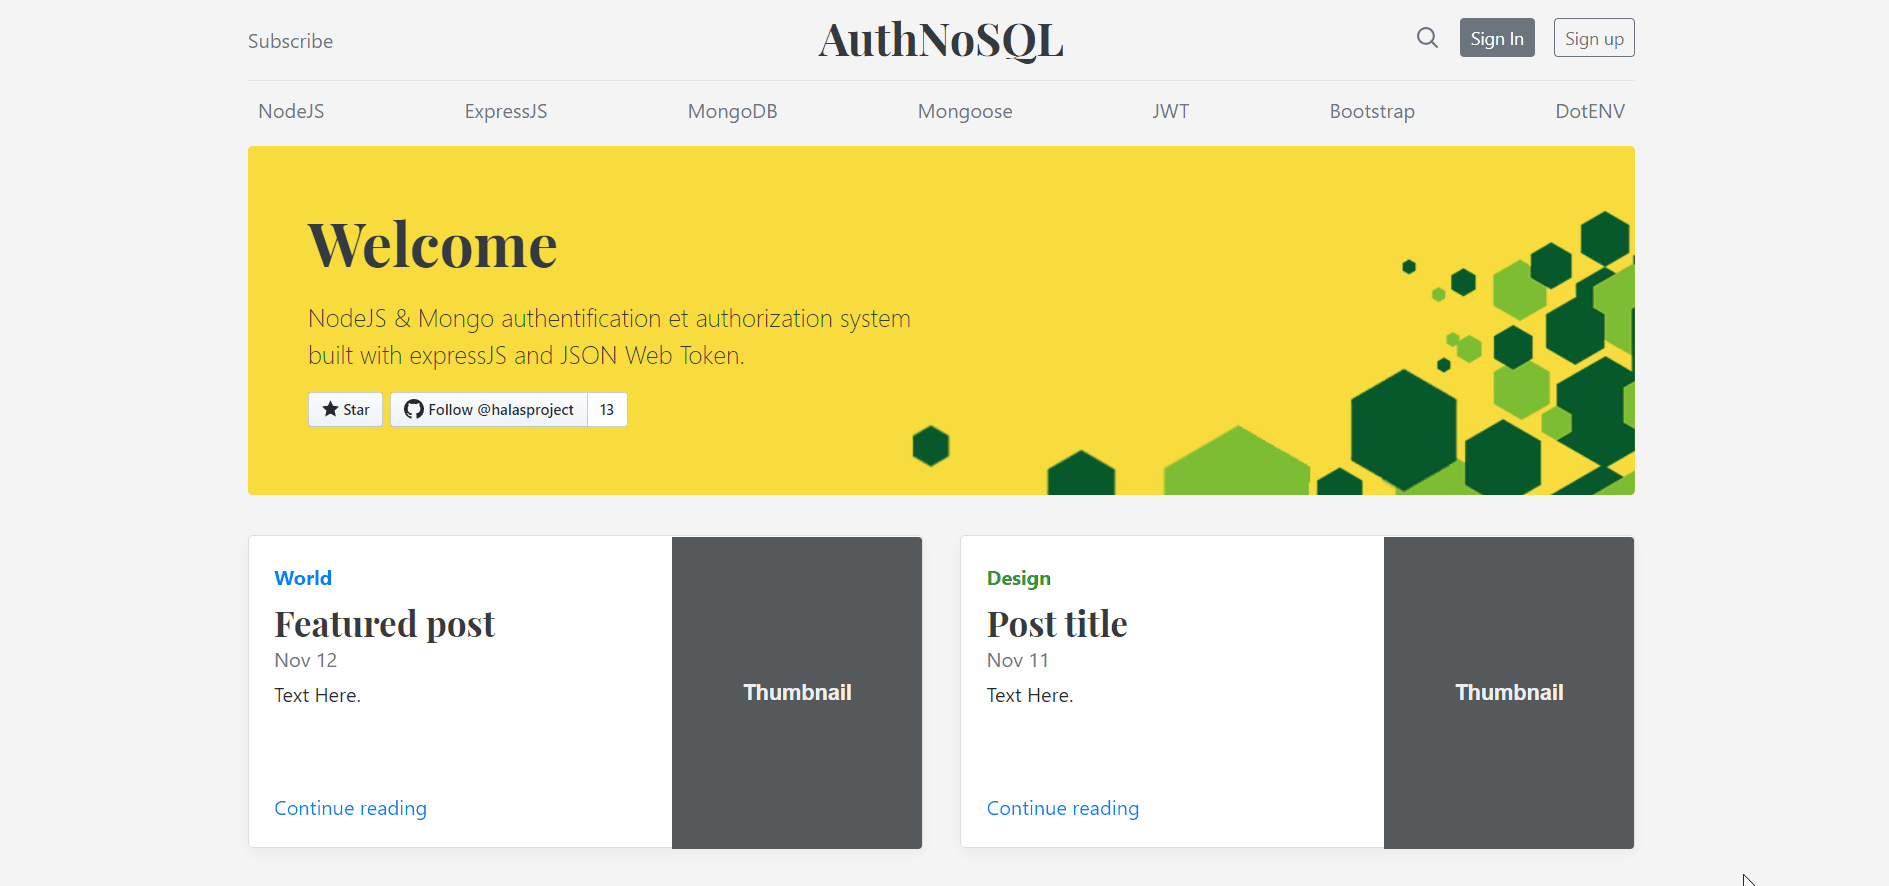 Subscribe
AuthNoSQL
Sign In
Sign up
NodeJS ExpressJS MongoDB Mongoose JWT Bootstrap DotENV
Welcome
NodeJS & Mongo authentification et authorization system
built with expressJS and JSON Web Token.
Star
Follow @halasproject 13
World
Featured post
Nov 12
Text Here.
Continue reading
Thumbnail
Design
Post title
Nov 11
Text Here.
Continue reading
Thumbnail